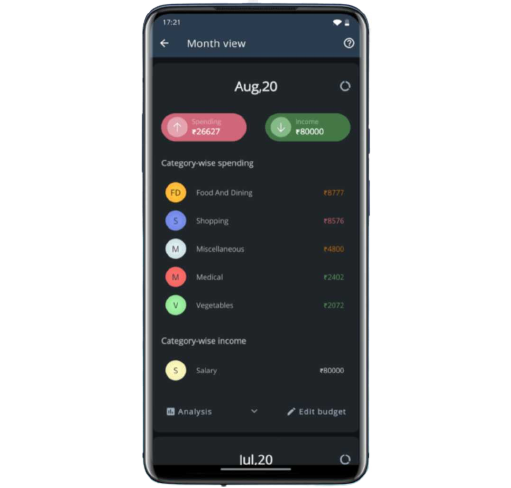 17:21
Month view
Aug,20
Spending
₹26627
Income
₹80000
Category-wise spending
FD Food And Dining ₹8777
S Shopping ₹8576
M Miscellaneous ₹4800
M Medical ₹2402
V Vegetables ₹2072
Category-wise income
S Salary ₹80000
Analysis
Edit budget
Jul,20